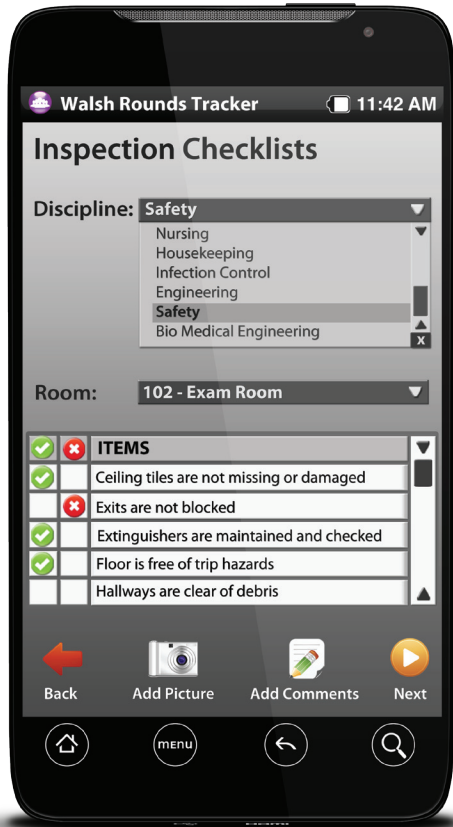 Walsh Rounds Tracker 11:42 AM
Inspection Checklists
Discipline: Safety
Nursing
Housekeeping
Infection Control
Engineering
Safety
Bio Medical Engineering
X
Room: 102 - Exam Room
ITEMS
Ceiling tiles are not missing or damaged
Exits are not blocked
Extinguishers are maintained and checked
Floor is free of trip hazards
Hallways are clear of debris
Back Add Picture Add Comments Next
MENU